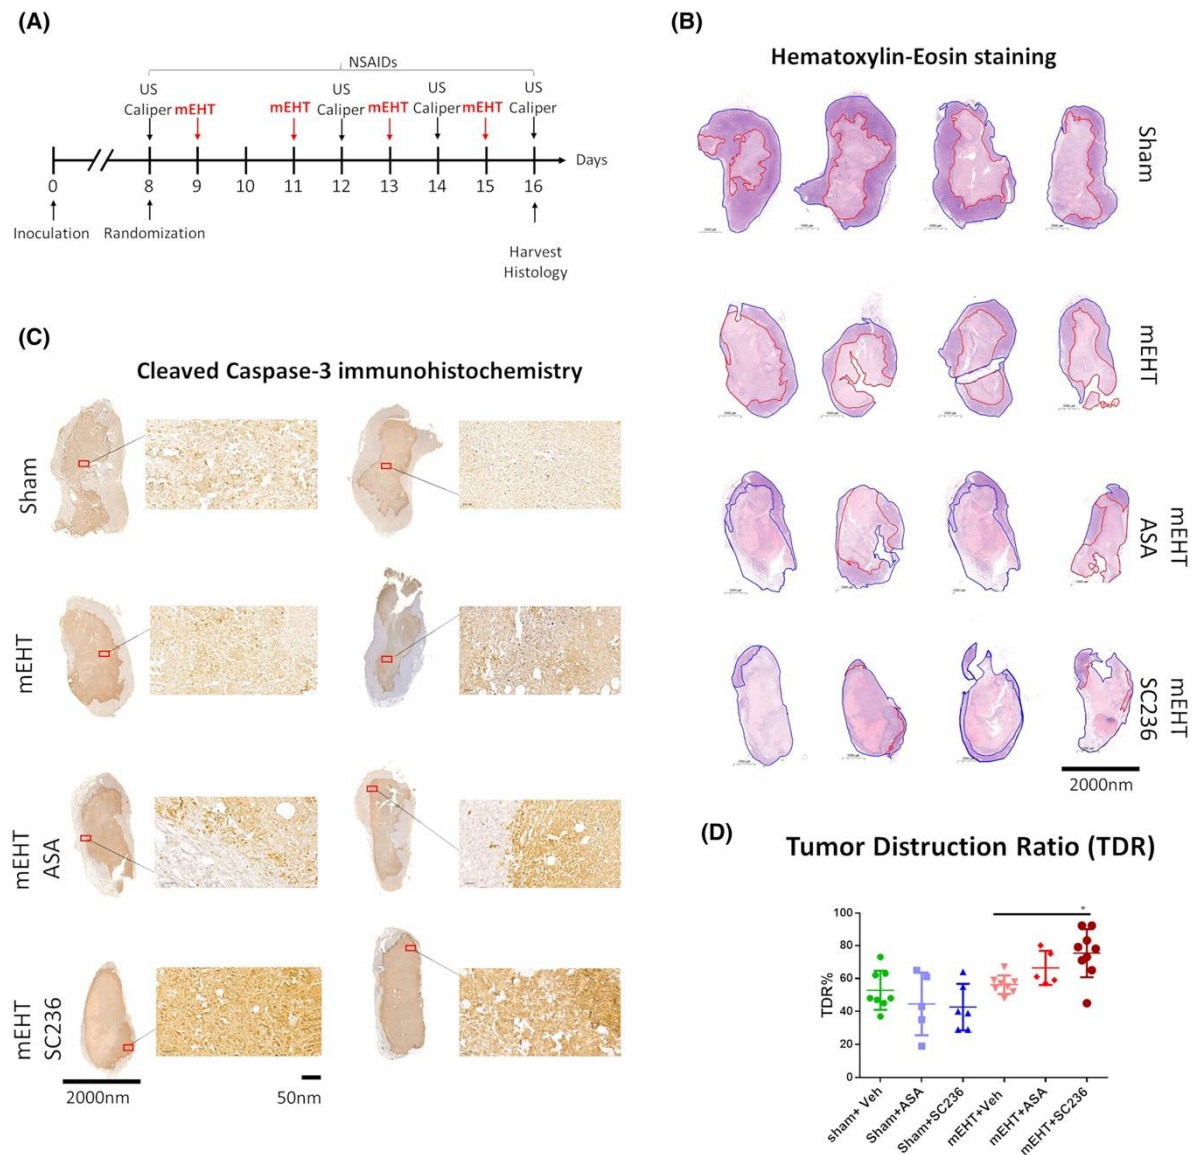 (A)
NSAIDs
US US US US
Caliper mEHT mEHT Caliper mEHT Caliper mEHT Caliper
Days
0 8 9 10 11 12 13 14 15 16
Inoculation Randomization
Harvest
Histology
(B)
Hematoxylin-Eosin staining
Sham
mEHT
mEHT
ASA
mEHT
SC236
2000nm
(C)
Cleaved Caspase-3 immunohistochemistry
Sham
mEHT
mEHT
ASA
mEHT
SC236
2000nm
50nm
(D)
Tumor Distruction Ratio (TDR)
*
TDR%
100
80
60
40
20
0
sham+ Veh
Sham+ASA
Sham+SC236
mEHT+Veh
mEHT+ASA
mEHT+SC236